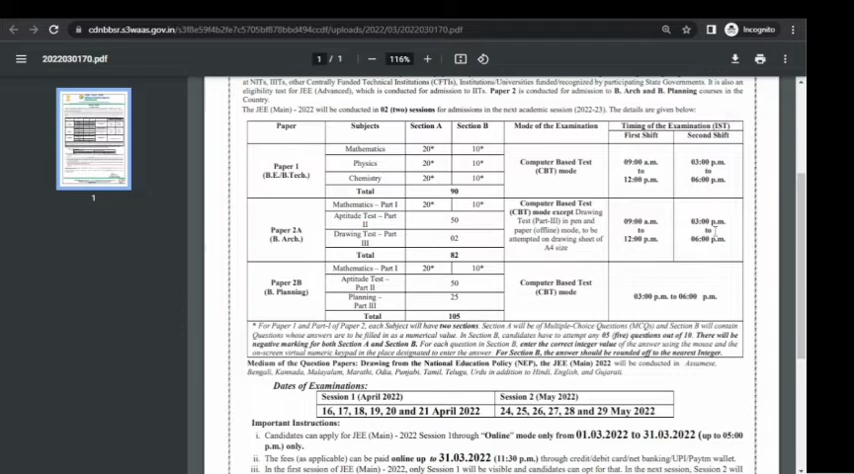 cdnbbsr.s3waas.gov.in/s3f8e59f4b2fe7c5705bf878bbd494ccdf/uploads/2022/03/2022030170.pdf
Incognito
2022030170.pdf
1 / 1
116%
1
at NITs, IIITs, other Centrally Funded Technical Institutions (CFTIs), Institutions/Universities funded/recognized by participating State Governments. It is also an
eligibility test for JEE (Advanced), which is conducted for admission to IITs. Paper 2 is conducted for admission to B. Arch and B. Planning courses in the
Country.
The JEE (Main) - 2022 will be conducted in 02 (two) sessions for admissions in the next academic session (2022-23). The details are given below:
Paper Subjects Section A Section B Mode of the Examination Timing of the Examination (IST)
First Shift Second Shift
Paper 1
(B.E./B.Tech.)
Mathematics 20* 10*
Physics 20* 10*
Chemistry 20* 10*
Total 90
Computer Based Test
(CBT) mode
09:00 a.m.
to
12:00 p.m.
03:00 p.m.
to
06:00 p.m.
Paper 2A
(B. Arch.)
Mathematics – Part I 20* 10*
Aptitude Test – Part
II
50
Drawing Test – Part
III
02
Total 82
Computer Based Test
(CBT) mode except Drawing
Test (Part-III) in pen and
paper (offline) mode, to be
attempted on drawing sheet of
A4 size
09:00 a.m.
to
12:00 p.m.
03:00 p.m.
to
06:00 p.m.
Paper 2B
(B. Planning)
Mathematics – Part I 20* 10*
Aptitude Test –
Part II
50
Planning –
Part III
25
Total 105
Computer Based Test
(CBT) mode
03:00 p.m. to 06:00 p.m.
* For Paper 1 and Part-I of Paper 2, each Subject will have two sections. Section A will be of Multiple-Choice Questions (MCQs) and Section B will contain
Questions whose answers are to be filled in as a numerical value. In Section B, candidates have to attempt any 05 (five) questions out of 10. There will be
negative marking for both Section A and Section B. For each question in Section B, enter the correct integer value of the answer using the mouse and the
on-screen virtual numeric keypad in the place designated to enter the answer. For Section B, the answer should be rounded off to the nearest Integer.
Medium of the Question Papers: Drawing from the National Education Policy (NEP), the JEE (Main) 2022 will be conducted in Assamese,
Bengali, Kannada, Malayalam, Marathi, Odia, Punjabi, Tamil, Telugu, Urdu in addition to Hindi, English, and Gujarati.
Dates of Examinations:
Session 1 (April 2022) Session 2 (May 2022)
16, 17, 18, 19, 20 and 21 April 2022 24, 25, 26, 27, 28 and 29 May 2022
Important Instructions:
i. Candidates can apply for JEE (Main) - 2022 Session 1through "Online" mode only from 01.03.2022 to 31.03.2022 (up to 05:00
p.m.) only.
ii. The fees (as applicable) can be paid online up to 31.03.2022 (11:30 p.m.) through credit/debit card/net banking/UPI/Paytm wallet.
iii. In the first session of JEE (Main) - 2022, only Session 1 will be visible and candidates can opt for that. In the next session, Session 2 will